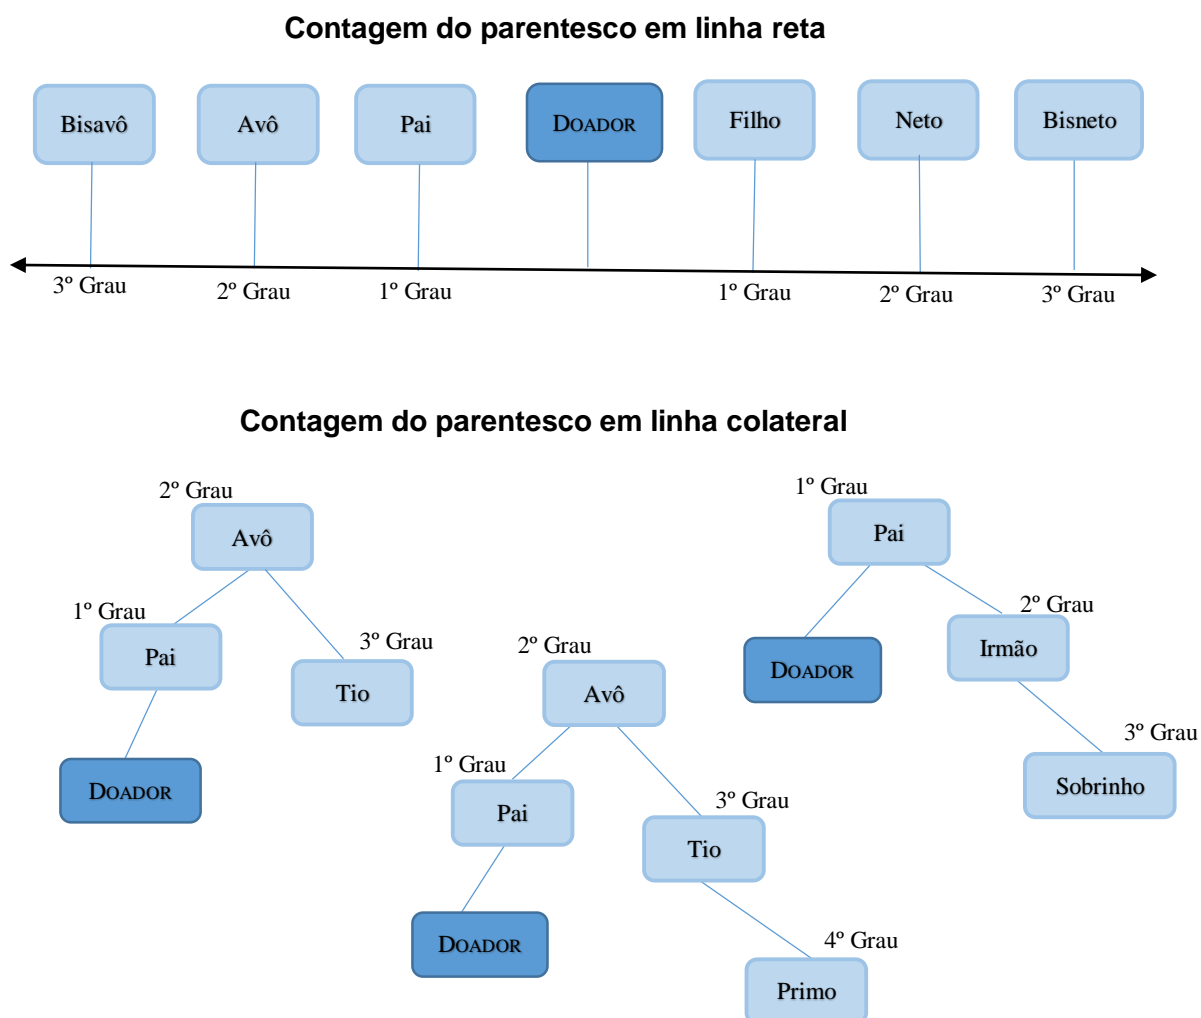 Contagem do parentesco em linha reta
Bisavô Avô Pai DOADOR Filho Neto Bisneto
3º Grau 2º Grau 1º Grau 1º Grau 2º Grau 3º Grau
Contagem do parentesco em linha colateral
2º Grau
Avô
1º Grau
Pai
3º Grau
Tio
DOADOR
2º Grau
Avô
1º Grau
Pai
3º Grau
Tio
DOADOR
4º Grau
Primo
1º Grau
Pai
DOADOR
2º Grau
Irmão
3º Grau
Sobrinho